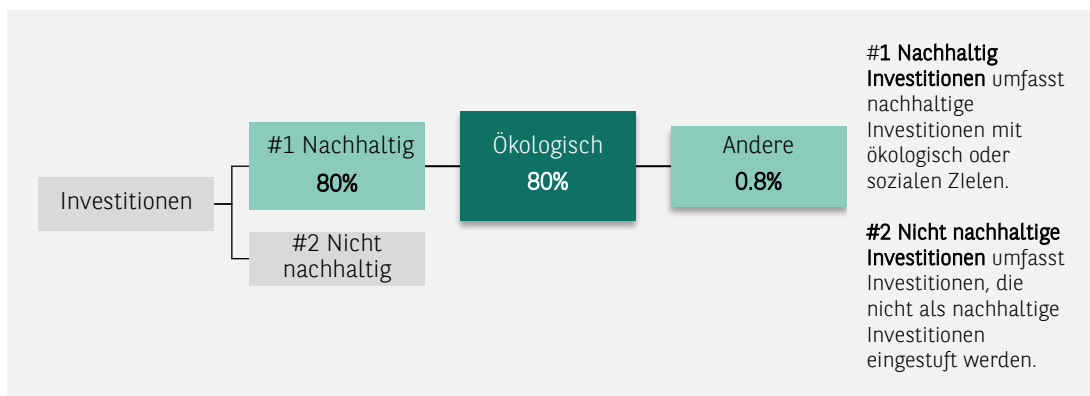 Investitionen
#1 Nachhaltig
80%
#2 Nicht
nachhaltig
Ökologisch
80%
Andere
0.8%
#1 Nachhaltig
Investitionen umfasst
nachhaltige
Investitionen mit
ökologisch oder
sozialen ZIelen.
#2 Nicht nachhaltige
Investitionen umfasst
Investitionen, die
nicht als nachhaltige
Investitionen
eingestuft werden.